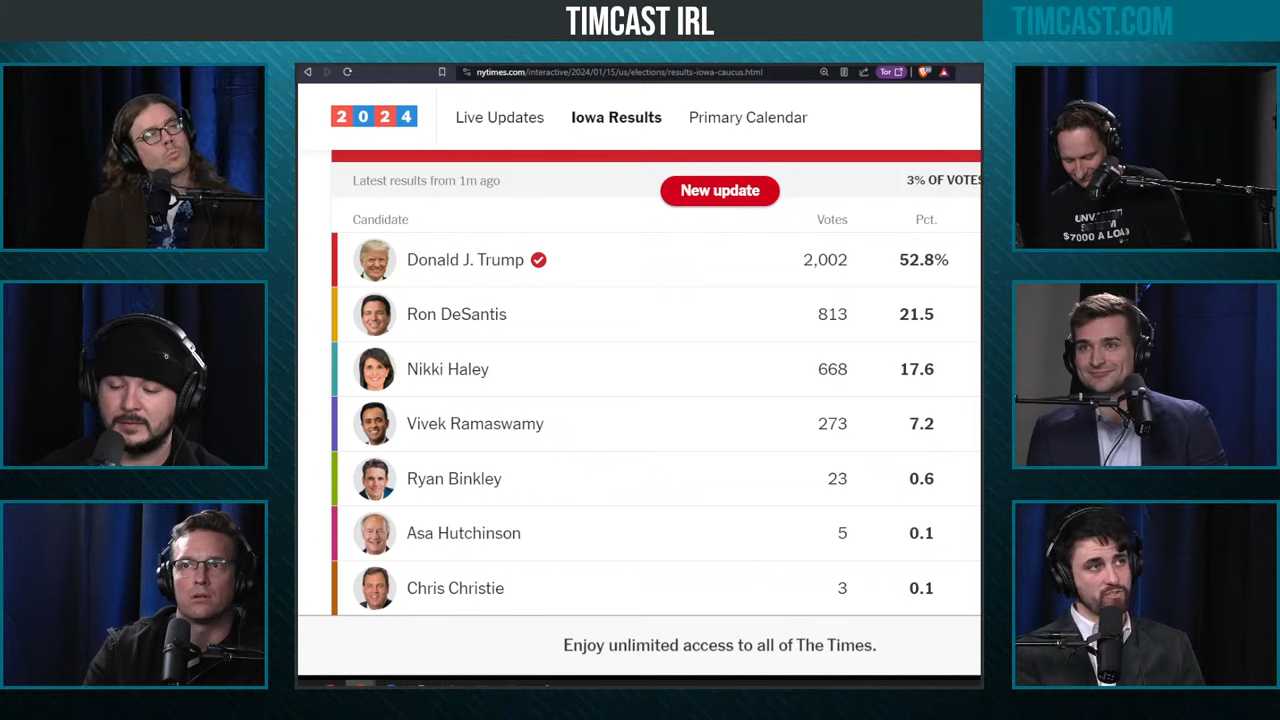 TIMCAST IRL
TIMCAST.COM
nytimes.com/interactive/2024/01/15/us/elections/results-iowa-caucus.html
Tor
2024
Live Updates
Iowa Results
Primary Calendar
Latest results from 1m ago
New update
3% OF VOTES
Candidate Votes Pct.
Donald J. Trump 2,002 52.8%
Ron DeSantis 813 21.5
Nikki Haley 668 17.6
Vivek Ramaswamy 273 7.2
Ryan Binkley 23 0.6
Asa Hutchinson 5 0.1
Chris Christie 3 0.1
Enjoy unlimited access to all of The Times.
$7000 A LOAD